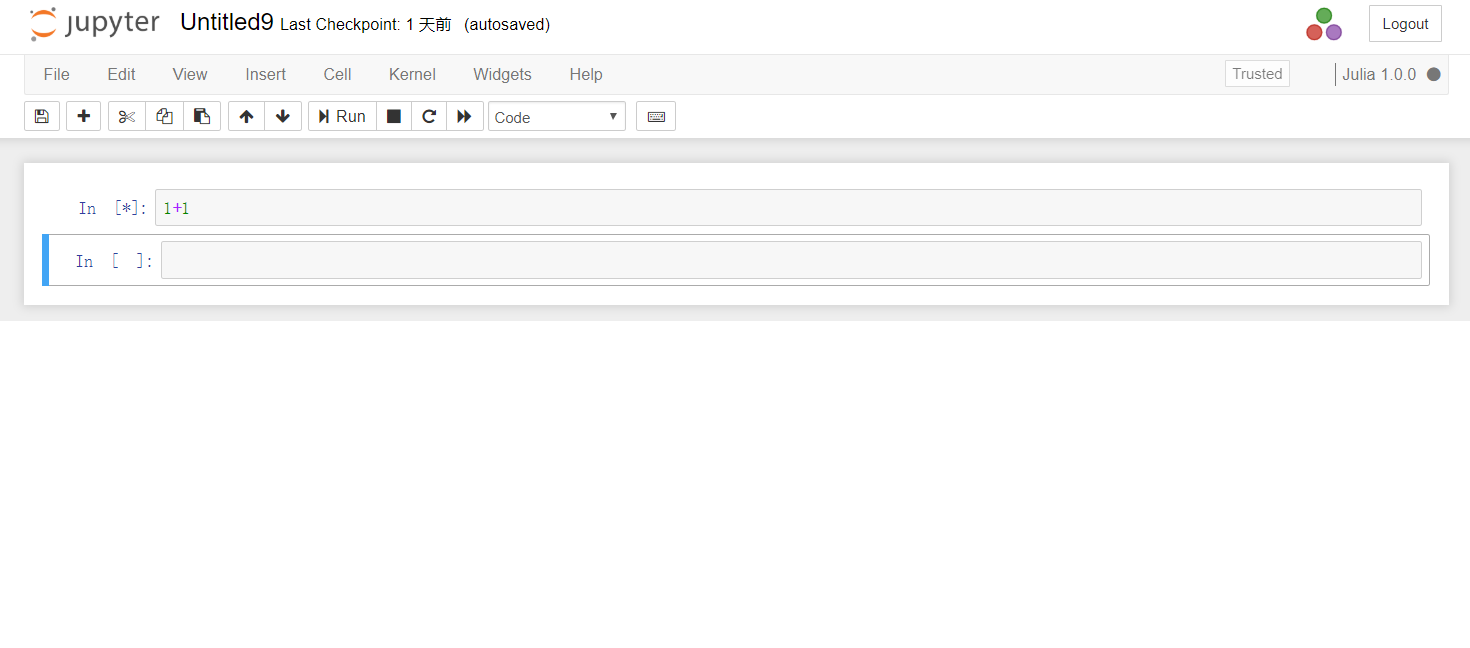 jupyter Untitled9 Last Checkpoint: 1 天前 (autosaved) Logout
File Edit View Insert Cell Kernel Widgets Help Trusted Julia 1.0.0
Run Code
In [*]: 1+1
In [ ]: